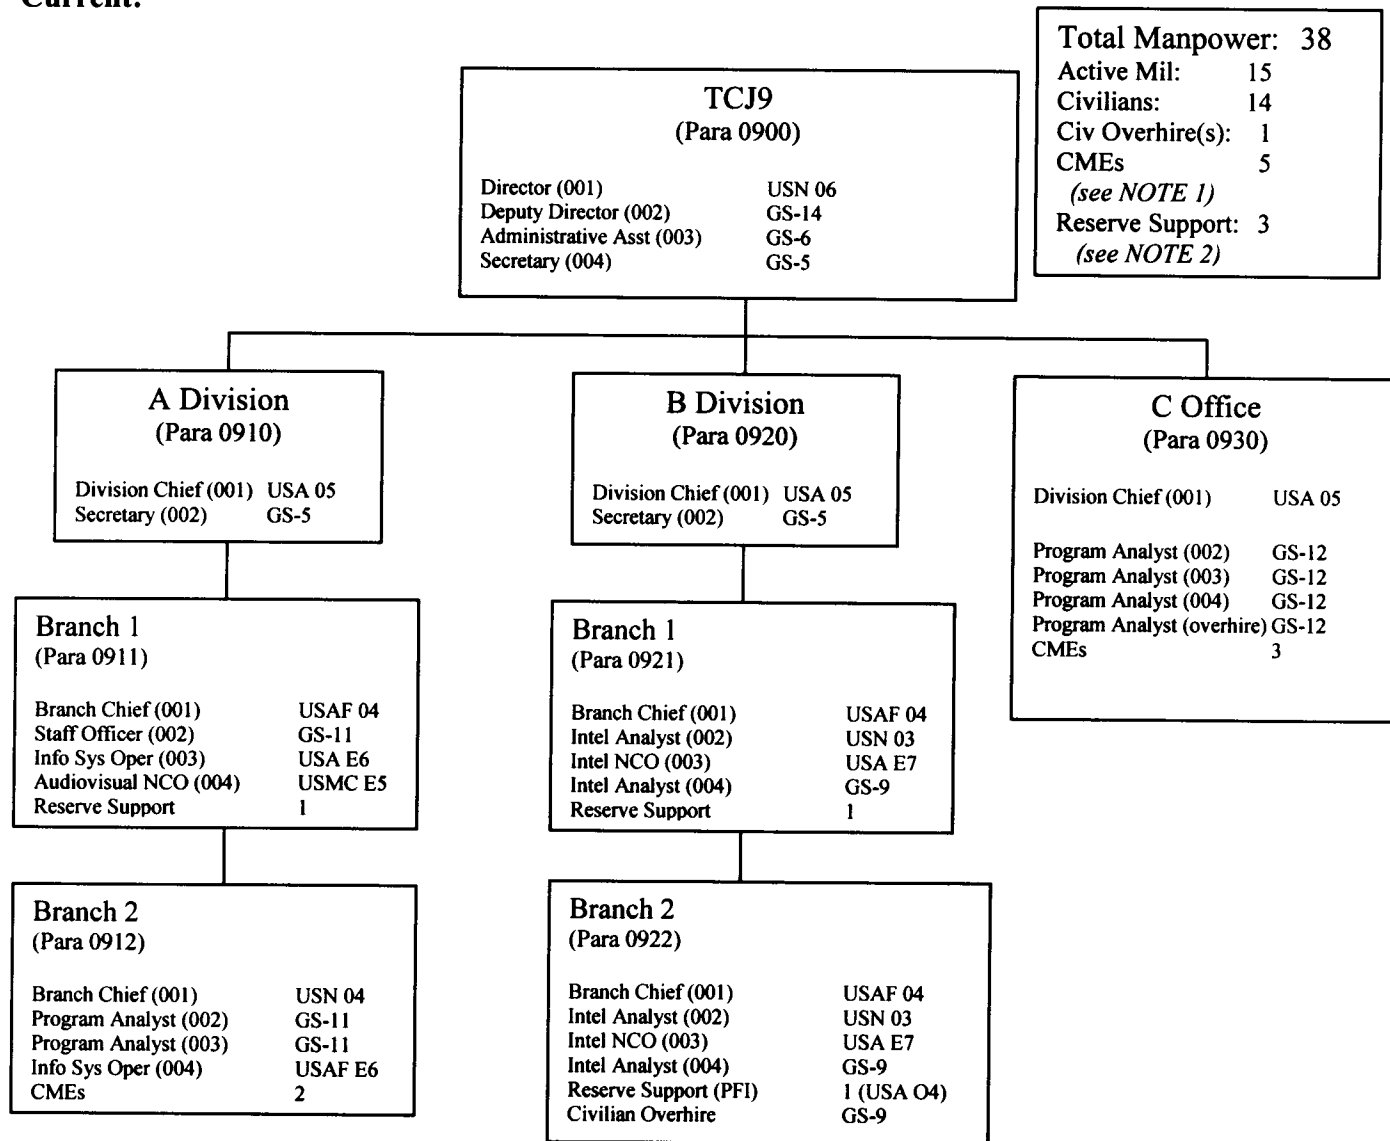 Current:
Total Manpower: 38
Active Mil: 15
Civilians: 14
Civ Overhire(s): 1
CMEs 5
(see NOTE 1)
Reserve Support: 3
(see NOTE 2)
TCJ9
(Para 0900)
Director (001) USN 06
Deputy Director (002) GS-14
Administrative Asst (003) GS-6
Secretary (004) GS-5
A Division
(Para 0910)
Division Chief (001) USA 05
Secretary (002) GS-5
B Division
(Para 0920)
Division Chief (001) USA 05
Secretary (002) GS-5
C Office
(Para 0930)
Division Chief (001) USA 05
Program Analyst (002) GS-12
Program Analyst (003) GS-12
Program Analyst (004) GS-12
Program Analyst (overhire) GS-12
CMEs 3
Branch 1
(Para 0911)
Branch Chief (001) USAF 04
Staff Officer (002) GS-11
Info Sys Oper (003) USA E6
Audiovisual NCO (004) USMC E5
Reserve Support 1
Branch 1
(Para 0921)
Branch Chief (001) USAF 04
Intel Analyst (002) USN 03
Intel NCO (003) USA E7
Intel Analyst (004) GS-9
Reserve Support 1
Branch 2
(Para 0912)
Branch Chief (001) USN 04
Program Analyst (002) GS-11
Program Analyst (003) GS-11
Info Sys Oper (004) USAF E6
CMEs 2
Branch 2
(Para 0922)
Branch Chief (001) USAF 04
Intel Analyst (002) USN 03
Intel NCO (003) USA E7
Intel Analyst (004) GS-9
Reserve Support (PFI) 1 (USA O4)
Civilian Overhire GS-9